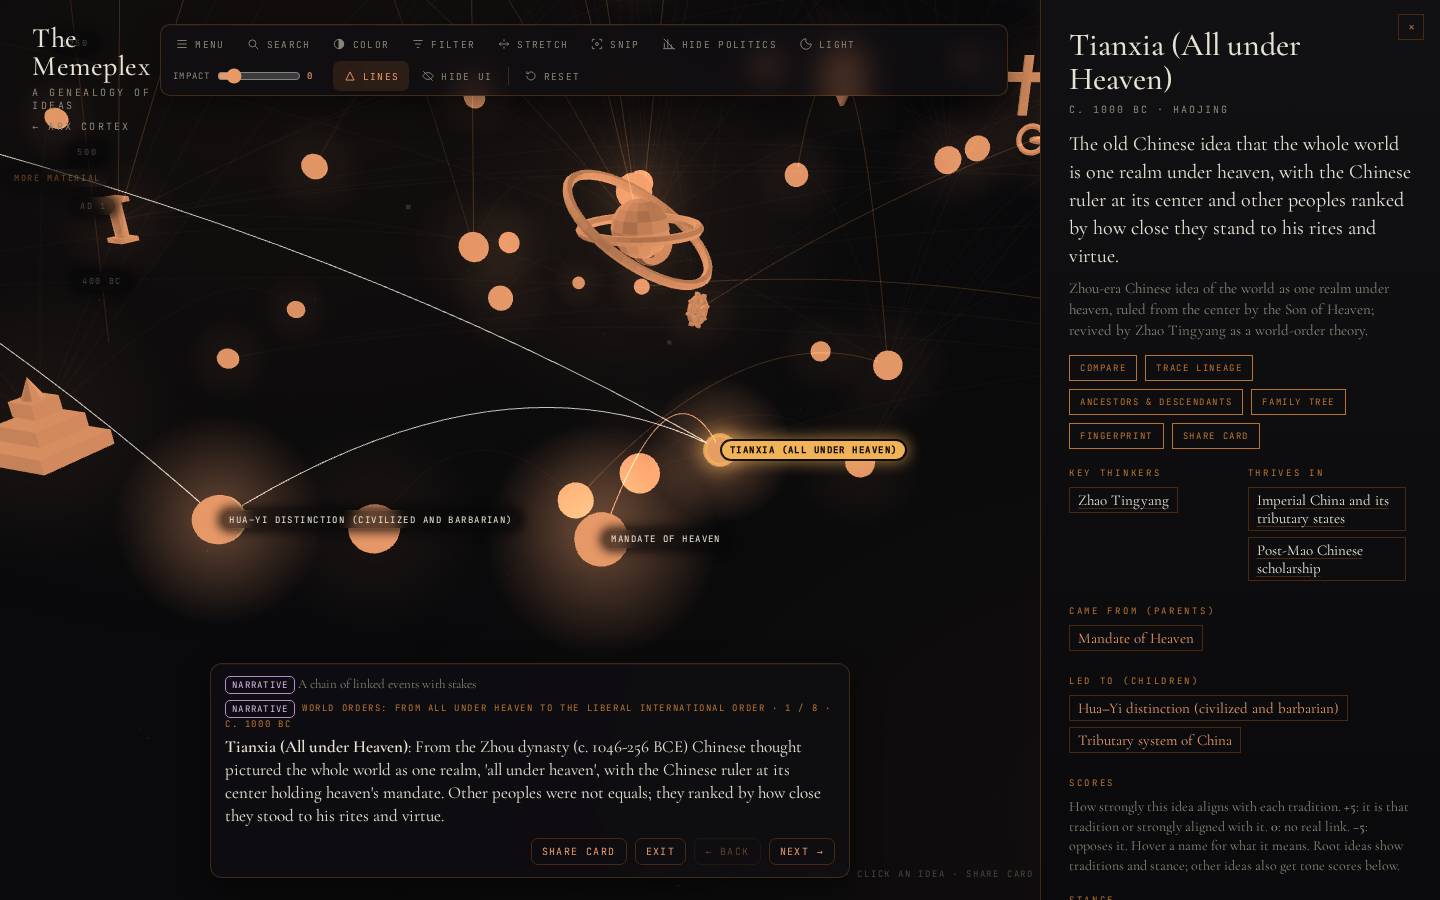 The
Memeplex
A GENEALOGY OF
IDEAS
← ARX CORTEX
500
MORE MATERIAL
AD 1
400 BC
MENU
SEARCH
COLOR
FILTER
STRETCH
SNIP
HIDE POLITICS
LIGHT
IMPACT
0
LINES
HIDE UI
RESET
TIANXIA (ALL UNDER HEAVEN)
HUA-YI DISTINCTION (CIVILIZED AND BARBARIAN)
MANDATE OF HEAVEN
NARRATIVE A chain of linked events with stakes
NARRATIVE WORLD ORDERS: FROM ALL UNDER HEAVEN TO THE LIBERAL INTERNATIONAL ORDER · 1 / 8 ·
C. 1000 BC
Tianxia (All under Heaven): From the Zhou dynasty (c. 1046-256 BCE) Chinese thought
pictured the whole world as one realm, 'all under heaven', with the Chinese ruler at its
center holding heaven's mandate. Other peoples were not equals; they ranked by how close
they stood to his rites and virtue.
SHARE CARD
EXIT
← BACK
NEXT →
CLICK AN IDEA · SHARE CARD
×
Tianxia (All under
Heaven)
C. 1000 BC · HAOJING
The old Chinese idea that the whole world
is one realm under heaven, with the Chinese
ruler at its center and other peoples ranked
by how close they stand to his rites and
virtue.
Zhou-era Chinese idea of the world as one realm under
heaven, ruled from the center by the Son of Heaven;
revived by Zhao Tingyang as a world-order theory.
COMPARE
TRACE LINEAGE
ANCESTORS & DESCENDANTS
FAMILY TREE
FINGERPRINT
SHARE CARD
KEY THINKERS
Zhao Tingyang
THRIVES IN
Imperial China and its
tributary states
Post-Mao Chinese
scholarship
CAME FROM (PARENTS)
Mandate of Heaven
LED TO (CHILDREN)
Hua–Yi distinction (civilized and barbarian)
Tributary system of China
SCORES
How strongly this idea aligns with each tradition. +5: it is that
tradition or strongly aligned with it. 0: no real link. −5:
opposes it. Hover a name for what it means. Root ideas show
traditions and stance; other ideas also get tone scores below.